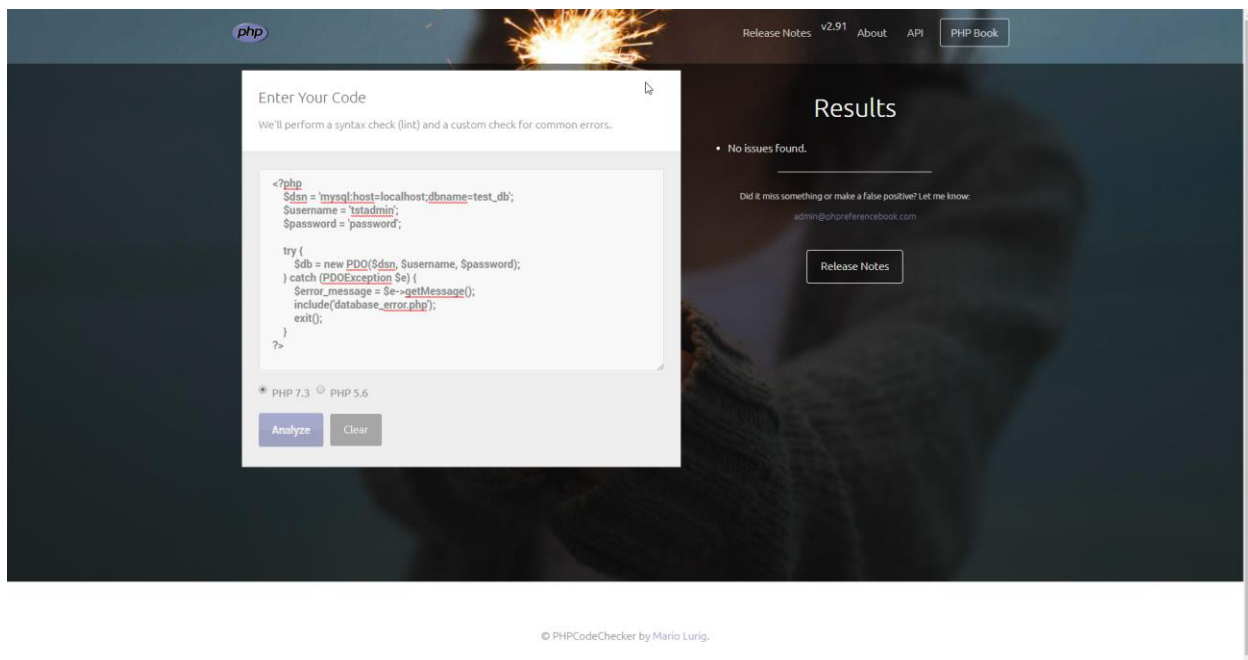 php
Release Notes v2.91 About API PHP Book
Enter Your Code
We'll perform a syntax check (lint) and a custom check for common errors.
<?php
$dsn = 'mysql:host=localhost;dbname=test_db';
$username = 'tstadmin';
$password = 'password';
try {
$db = new PDO($dsn, $username, $password);
} catch (PDOException $e) {
$error_message = $e->getMessage();
include('database_error.php');
exit();
}
?>
PHP 7.3 PHP 5.6
Analyze Clear
Results
• No issues found.
Did it miss something or make a false positive? Let me know:
admin@phpreferencebook.com
Release Notes
© PHPCodeChecker by Mario Lurig.